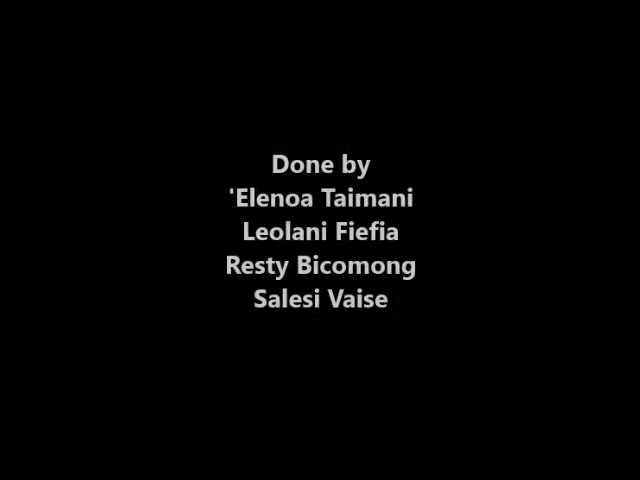 Done by
'Elenoa Taimani
Leolani Fiefia
Resty Bicomong
Salesi Vaise